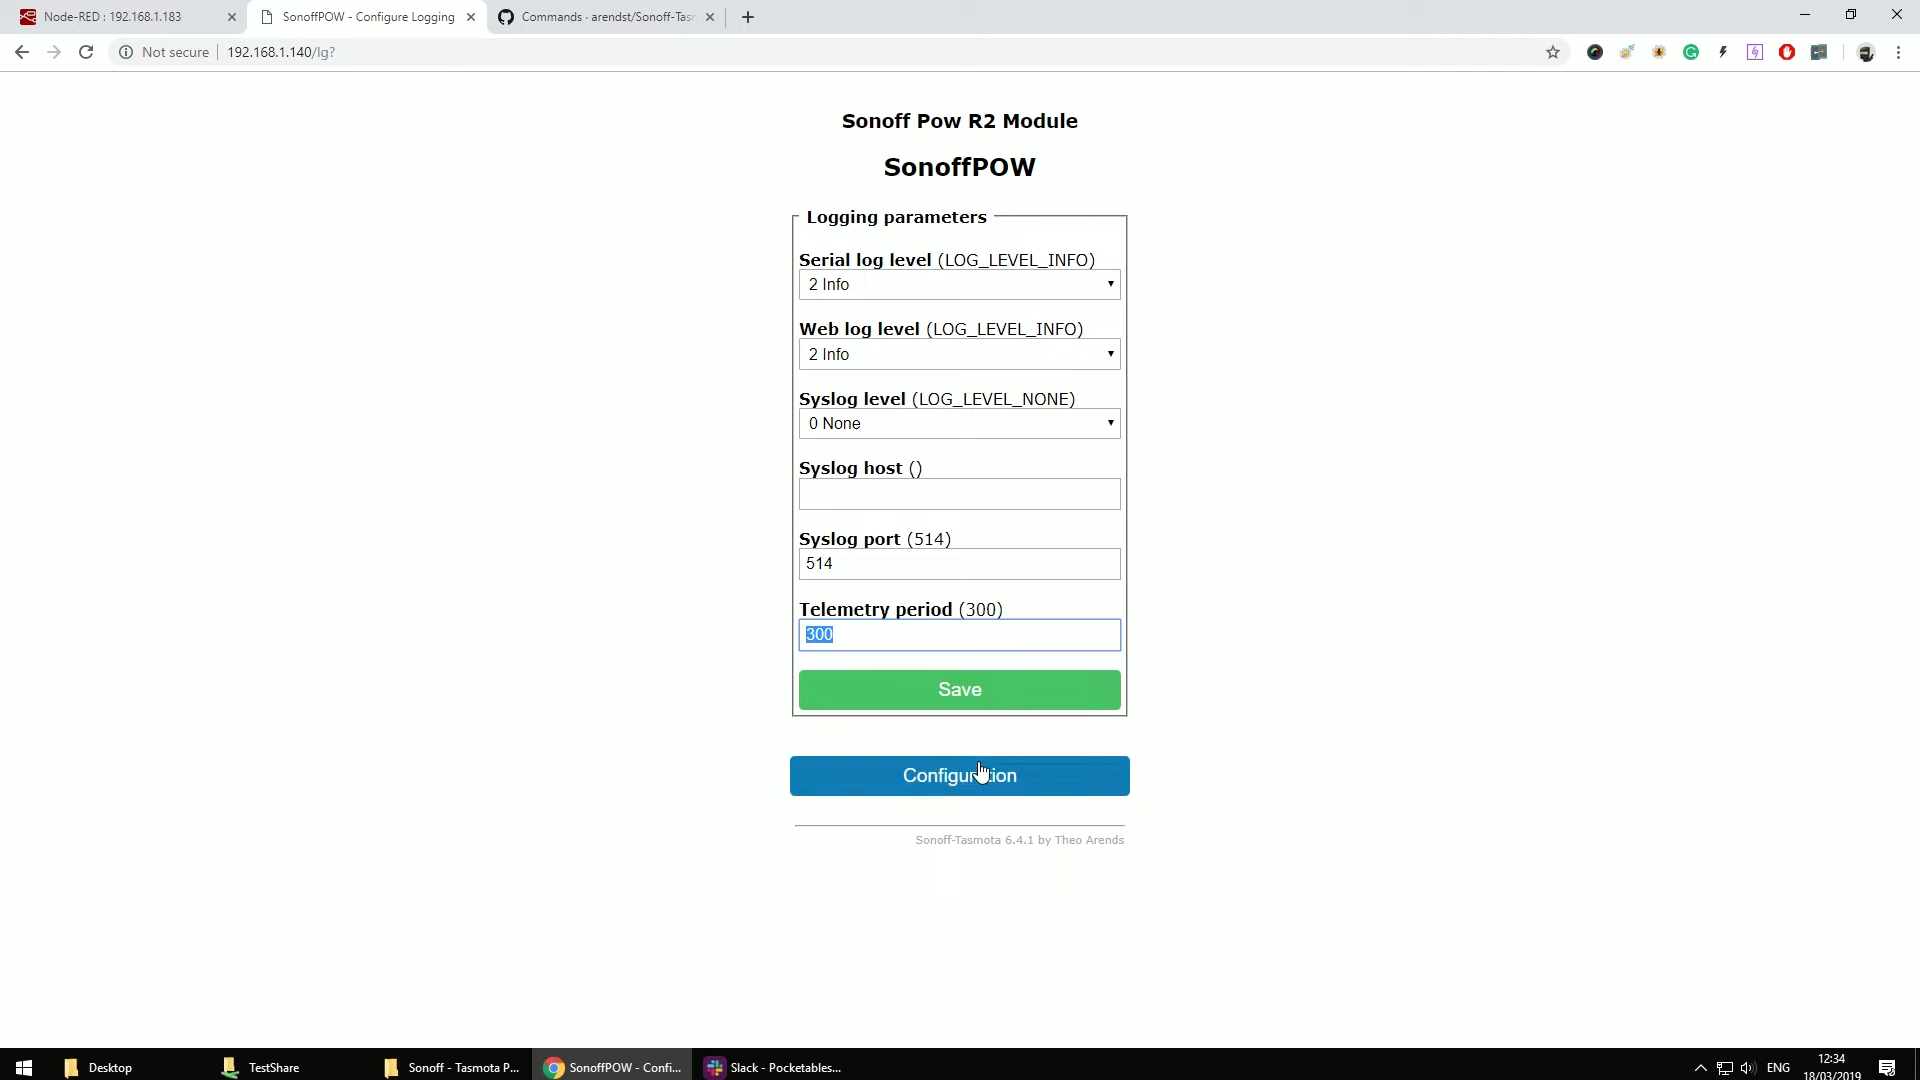 Node-RED : 192.168.1.183
SonoffPOW - Configure Logging
Commands · arendst/Sonoff-Tasn
Not secure
192.168.1.140/lg?
Sonoff Pow R2 Module
SonoffPOW
Logging parameters
Serial log level (LOG_LEVEL_INFO)
2 Info
Web log level (LOG_LEVEL_INFO)
2 Info
Syslog level (LOG_LEVEL_NONE)
0 None
Syslog host ()
Syslog port (514)
514
Telemetry period (300)
300
Save
Configuration
Sonoff-Tasmota 6.4.1 by Theo Arends
Desktop
TestShare
Sonoff - Tasmota P...
SonoffPOW - Confi...
Slack - Pocketables...
ENG
12:34
18/03/2019